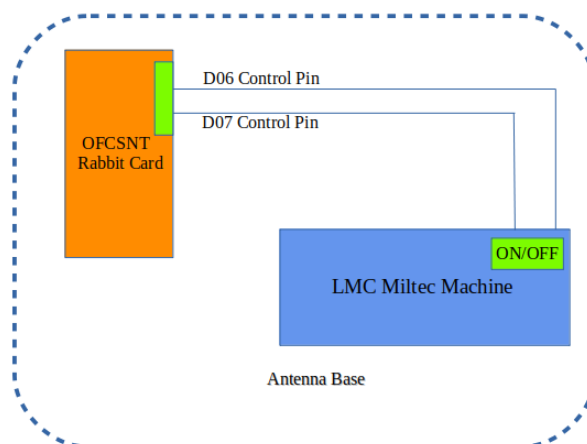 D06 Control Pin
D07 Control Pin
OFCSNT
Rabbit Card
ON/OFF
LMC Miltec Machine
Antenna Base